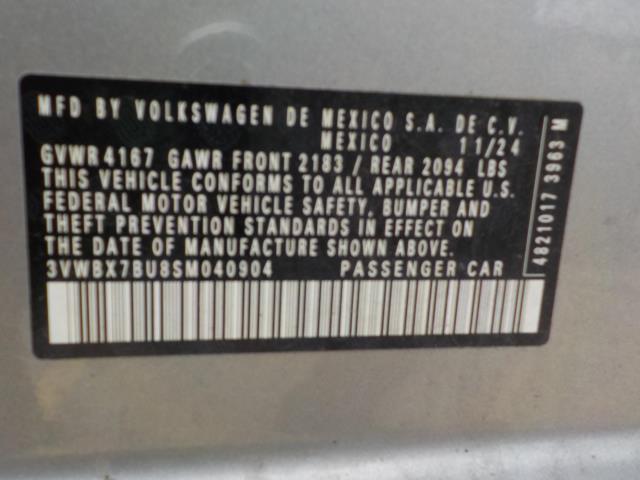 MFD BY VOLKSWAGEN DE MEXICO S.A. DE C.V.
MEXICO 11/24
GVWR 4167 GAWR FRONT 2183 / REAR 2094 LBS
THIS VEHICLE CONFORMS TO ALL APPLICABLE U.S.
FEDERAL MOTOR VEHICLE SAFETY, BUMPER AND
THEFT PREVENTION STANDARDS IN EFFECT ON
THE DATE OF MANUFACTURE SHOWN ABOVE.
3VWBX7BU8SM040904 PASSENGER CAR
4821017 3963 M